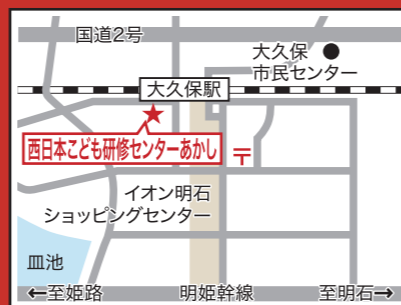 国道2号
大久保
市民センター
大久保駅
西日本こども研修センターあかし
〒
イオン明石
ショッピングセンター
皿池
←至姫路
明姫幹線
至明石→